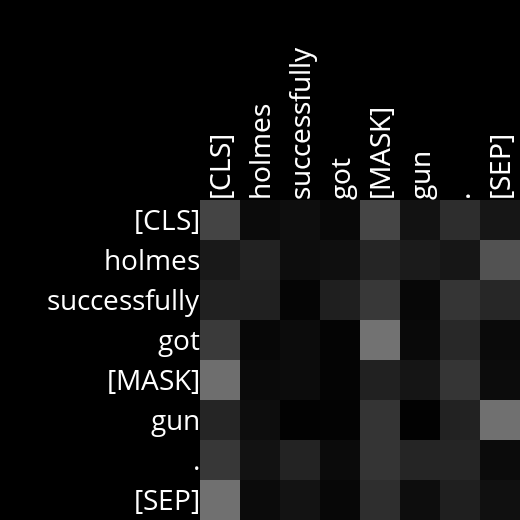 [CLS]
holmes
successfully
got
[MASK]
gun
.
[SEP]
[CLS]
holmes
successfully
got
[MASK]
gun
.
[SEP]